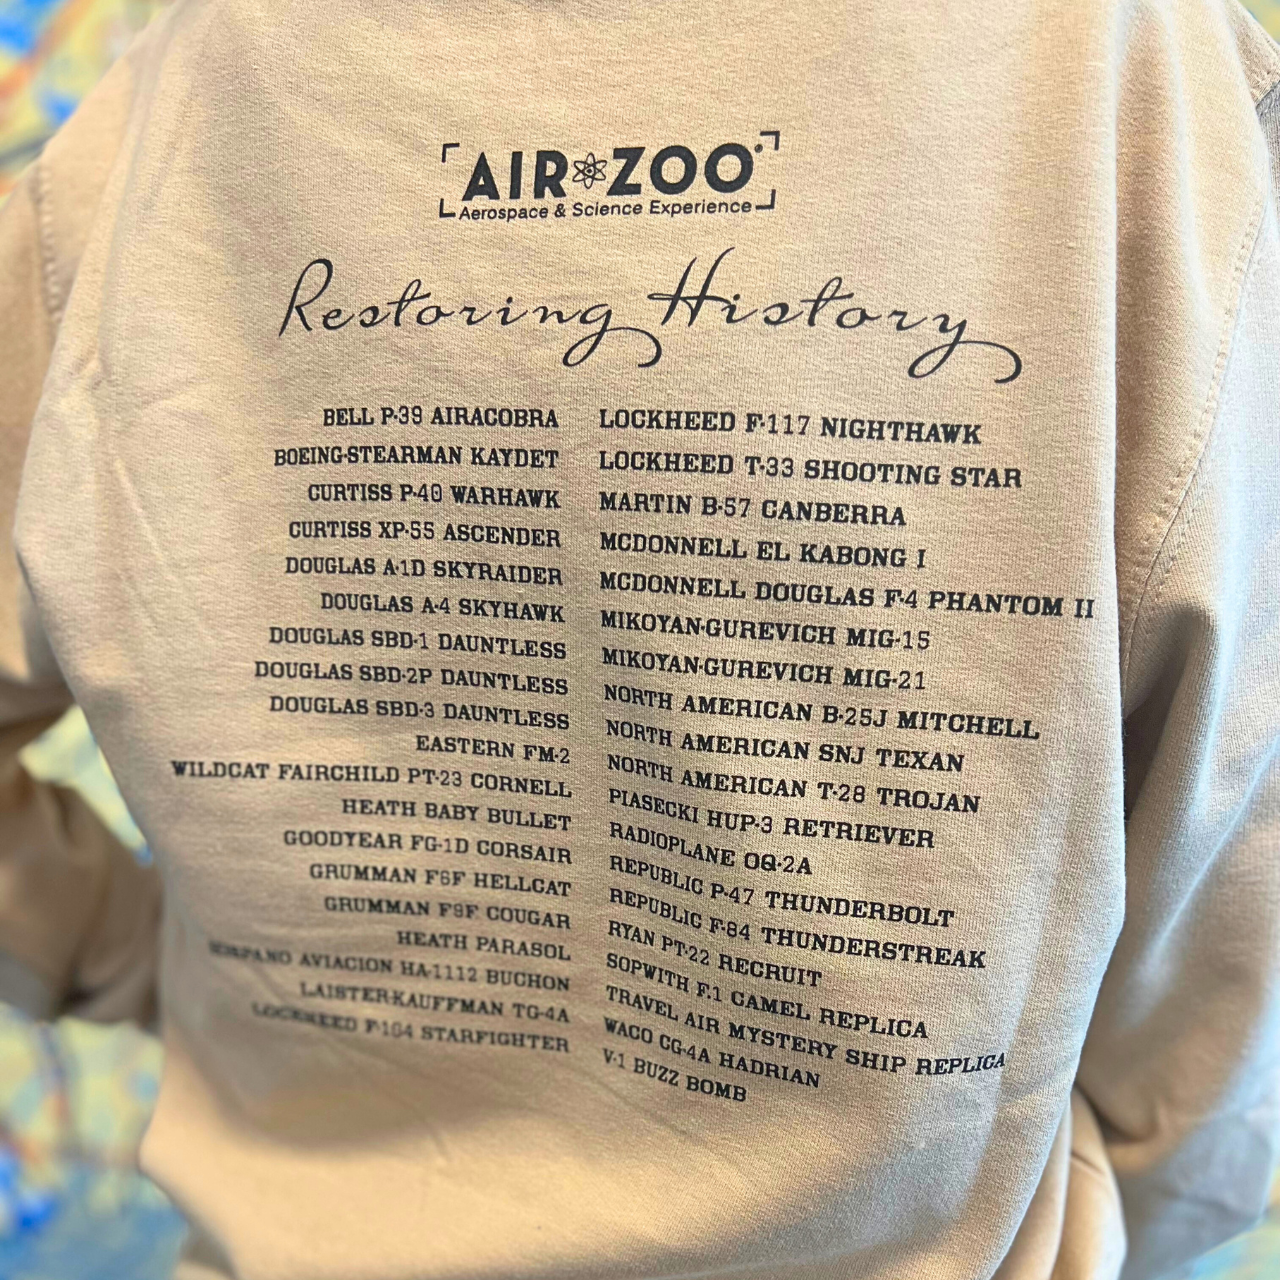 AIR ZOO
Aerospace & Science Experience
Restoring History
BELL P-39 AIRACOBRA
BOEING-STEARMAN KAYDET
CURTISS P-40 WARHAWK
CURTISS XP-55 ASCENDER
DOUGLAS A-1D SKYRAIDER
DOUGLAS A-4 SKYHAWK
DOUGLAS SBD-1 DAUNTLESS
DOUGLAS SBD-2P DAUNTLESS
DOUGLAS SBD-3 DAUNTLESS
EASTERN FM-2
WILDCAT FAIRCHILD PT-23 CORNELL
HEATH BABY BULLET
GOODYEAR FG-1D CORSAIR
GRUMMAN F6F HELLCAT
GRUMMAN F9F COUGAR
HEATH PARASOL
AVIACION HA-1112 BUCHON
LAISTER-KAUFFMAN TG-4A
LOCKHEED F-104 STARFIGHTER
LOCKHEED F-117 NIGHTHAWK
LOCKHEED T-33 SHOOTING STAR
MARTIN B-57 CANBERRA
MCDONNELL EL KABONG I
MCDONNELL DOUGLAS F-4 PHANTOM II
MIKOYAN-GUREVICH MIG-15
MIKOYAN-GUREVICH MIG-21
NORTH AMERICAN B-25J MITCHELL
NORTH AMERICAN SNJ TEXAN
NORTH AMERICAN T-28 TROJAN
PIASECKI HUP-3 RETRIEVER
RADIOPLANE OQ-2A
REPUBLIC P-47 THUNDERBOLT
REPUBLIC F-84 THUNDERSTREAK
RYAN PT-22 RECRUIT
SOPWITH F.1 CAMEL REPLICA
TRAVEL AIR MYSTERY SHIP REPLICA
WACO CG-4A HADRIAN
V-1 BUZZ BOMB